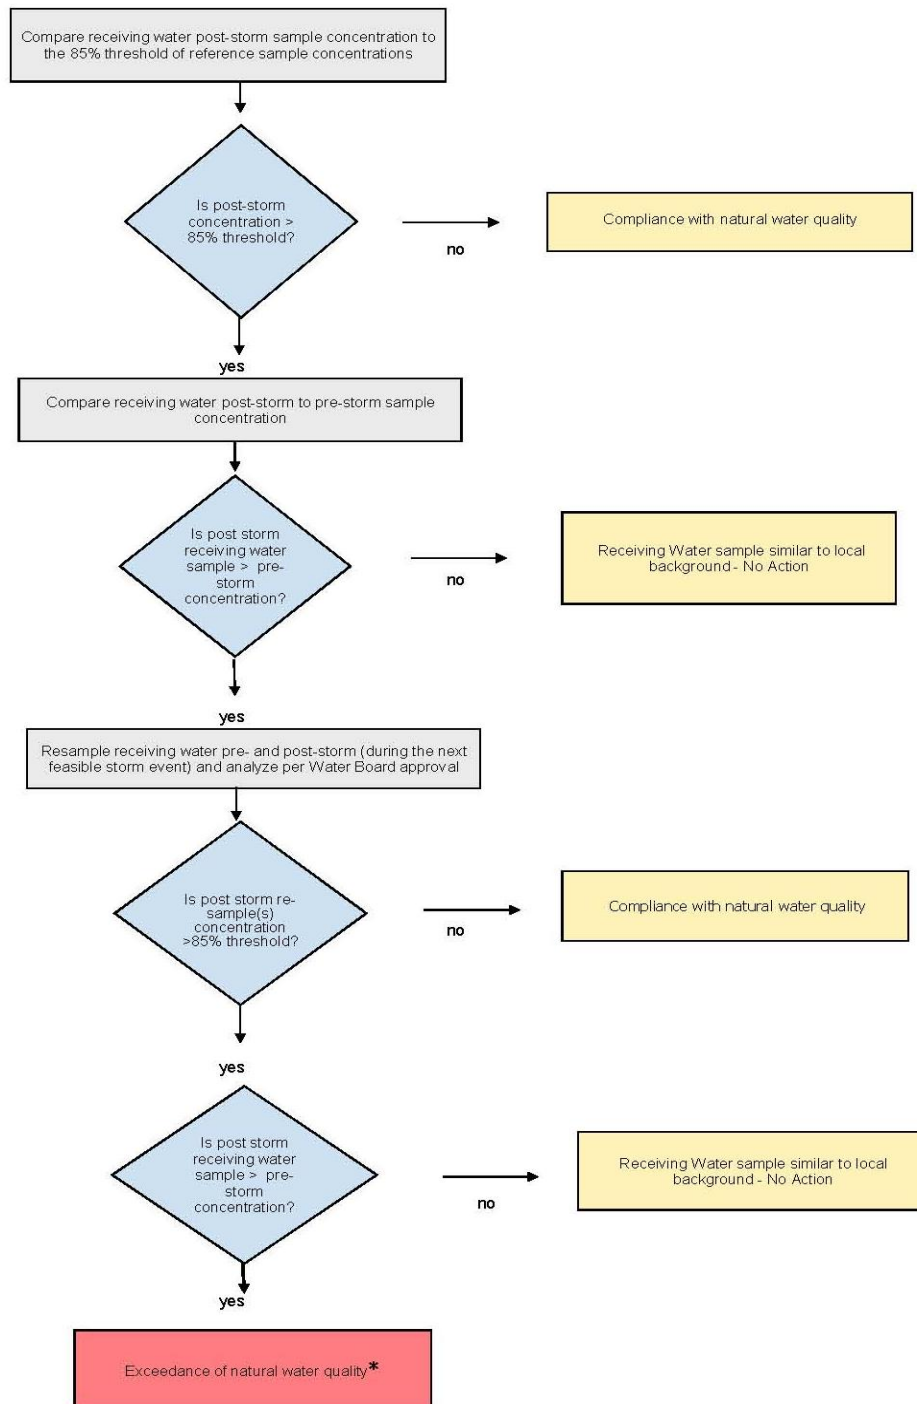 Compare receiving water post-storm sample concentration to
the 85% threshold of reference sample concentrations
Is post-storm
concentration >
85% threshold?
no
Compliance with natural water quality
yes
Compare receiving water post-storm to pre-storm sample
concentration
Is post storm
receiving water
sample > pre-
storm
concentration?
no
Receiving Water sample similar to local
background - No Action
yes
Resample receiving water pre- and post-storm (during the next
feasible storm event) and analyze per Water Board approval
Is post storm re-
sample(s)
concentration
>85% threshold?
no
Compliance with natural water quality
yes
Is post storm
receiving water
sample > pre-
storm
concentration?
no
Receiving Water sample similar to local
background - No Action
yes
Exceedance of natural water quality*